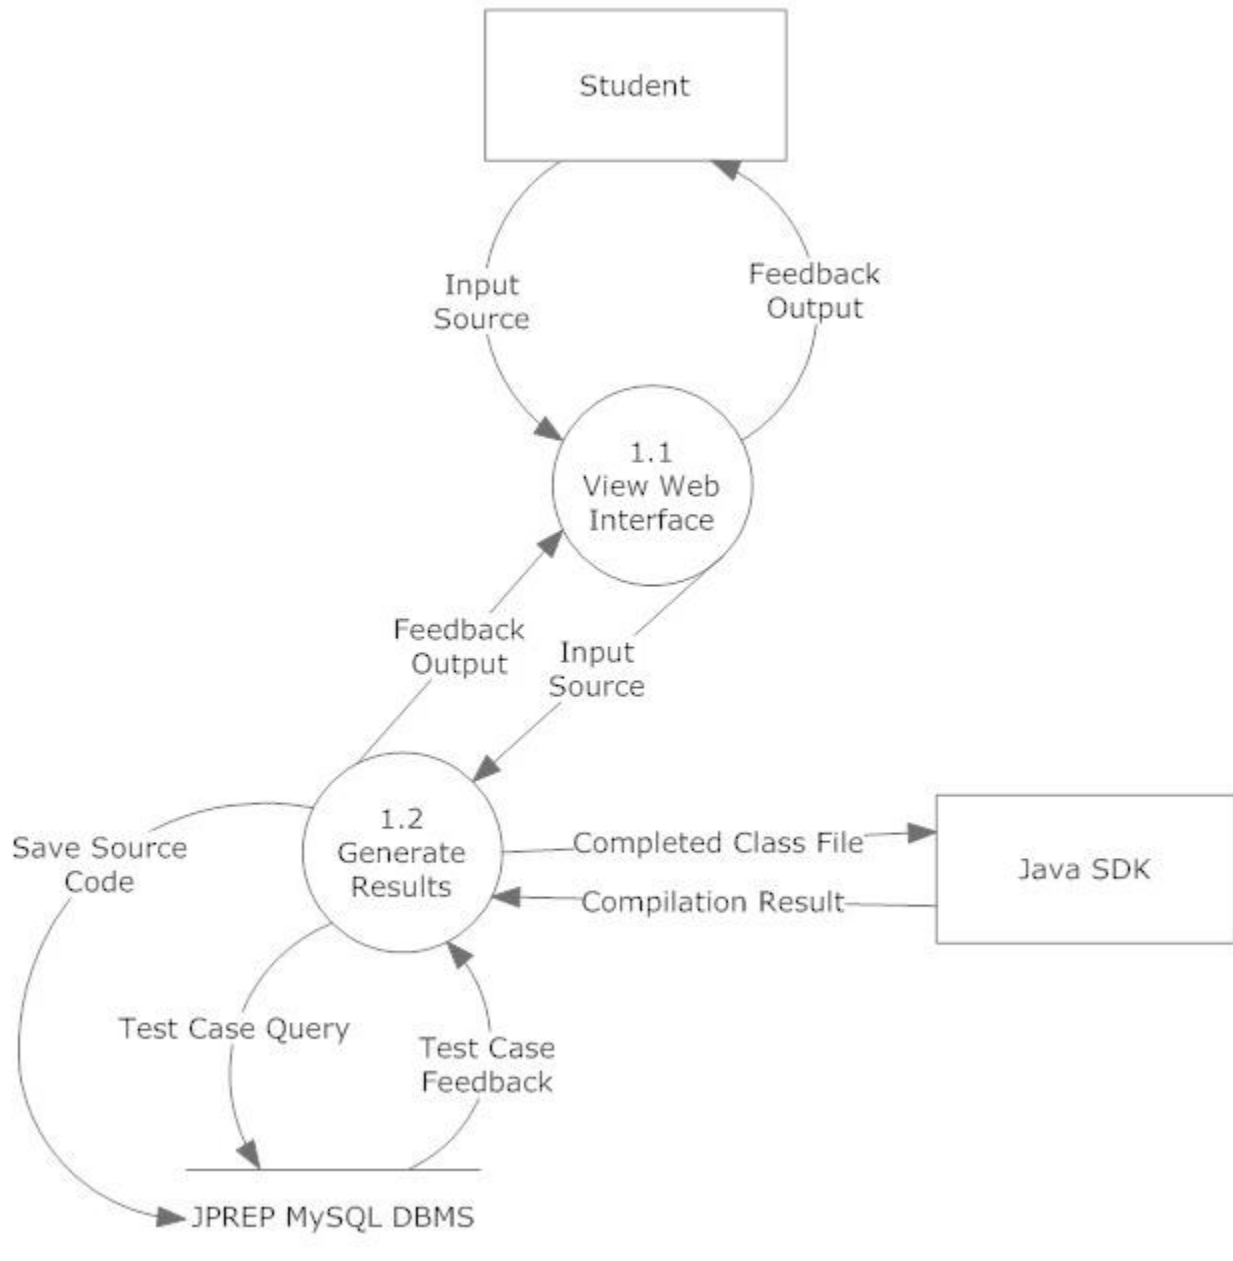 Student
Input
Source
Feedback
Output
1.1
View Web
Interface
Feedback
Output
Input
Source
1.2
Generate
Results
Save Source
Code
Completed Class File
Compilation Result
Java SDK
Test Case Query
Test Case
Feedback
JPREP MySQL DBMS